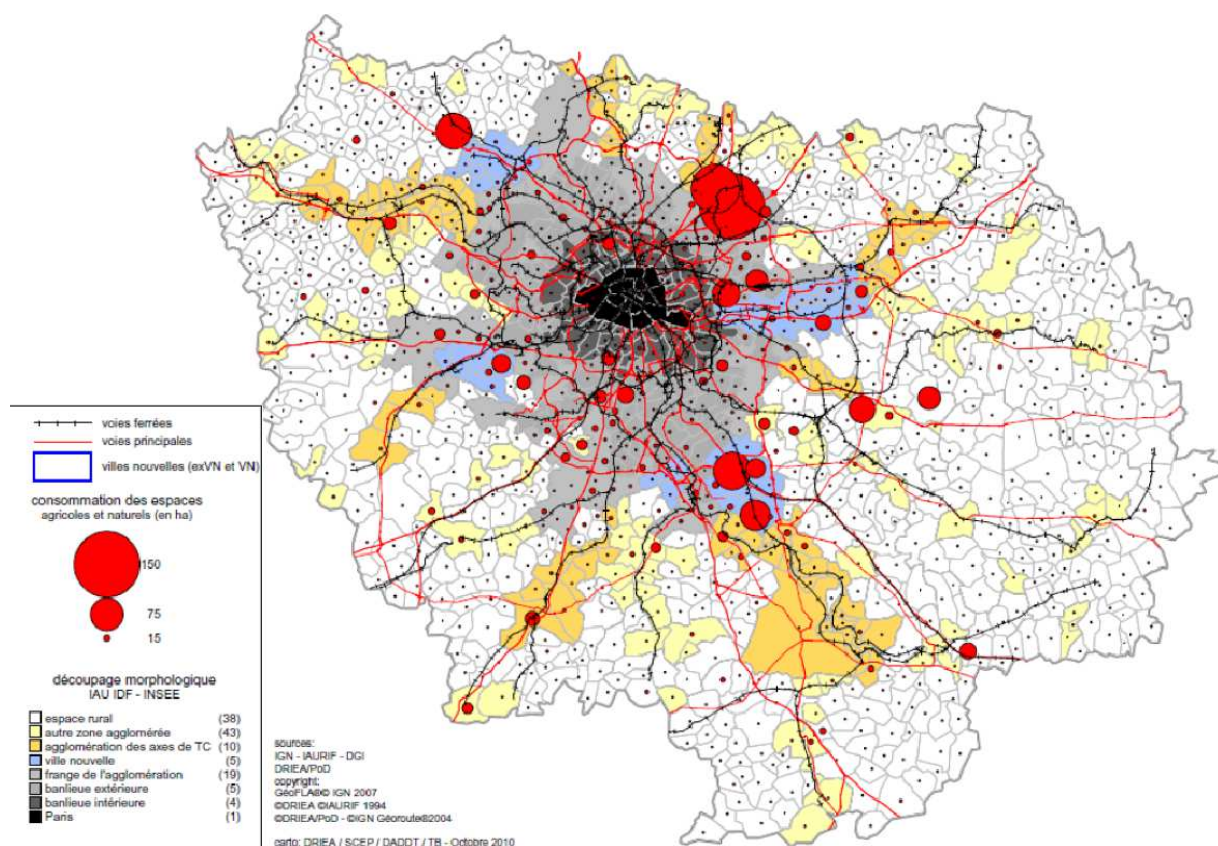 voies ferrées
voies principales
villes nouvelles (exVN et VN)
consommation des espaces
agricoles et naturels (en ha)
150
75
15
découpage morphologique
IAU IDF - INSEE
espace rural (38)
autre zone agglomérée (43)
agglomération des axes de TC (10)
ville nouvelle (5)
frange de l'agglomération (19)
banlieue extérieure (5)
banlieue intérieure (4)
Paris (1)
sources:
IGN - IAURIF - DGI
DRIEA/PoD
copyright:
GéoFLA®© IGN 2007
©DRIEA ©IAURIF 1994
©DRIEA/PoD - ©IGN Géoroute®2004
carto: DRIEA / SCEP / DADDT / TB - Octobre 2010